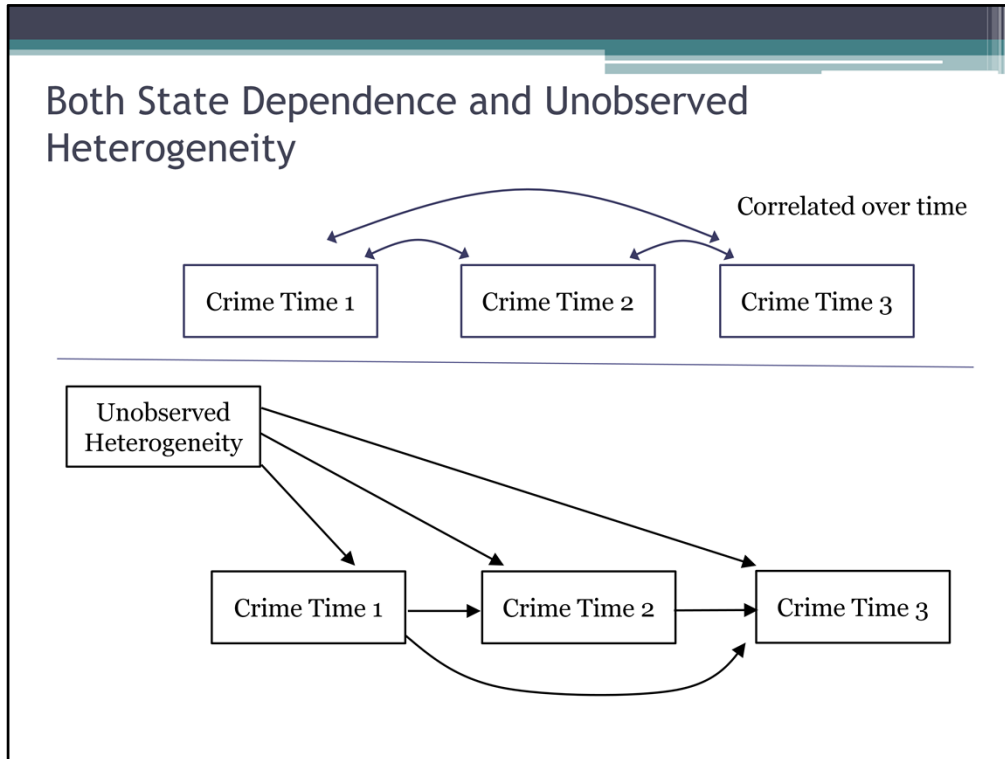 Both State Dependence and Unobserved
Heterogeneity
Correlated over time
Crime Time 1
Crime Time 2
Crime Time 3
Unobserved
Heterogeneity
Crime Time 1
Crime Time 2
Crime Time 3